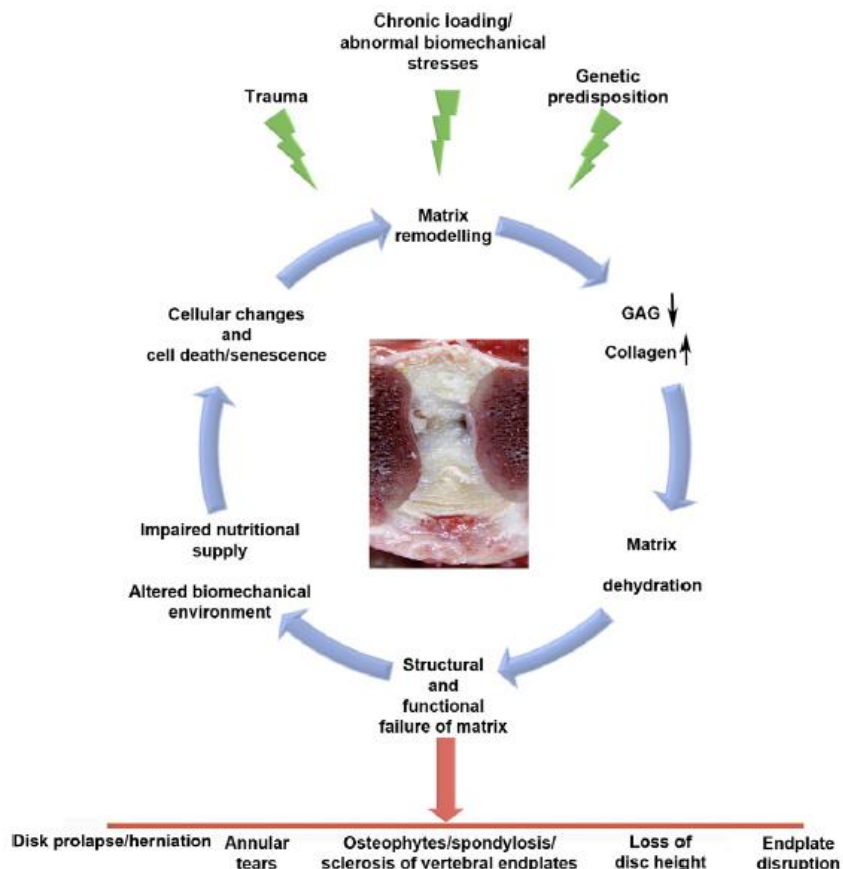 Chronic loading/
abnormal biomechanical
stresses
Trauma
Genetic
predisposition
Matrix
remodelling
GAG
Collagen
Matrix
dehydration
Structural
and
functional
failure of matrix
Impaired nutritional
supply
Altered biomechanical
environment
Cellular changes
and
cell death/senescence
Disk prolapse/herniation
Annular
tears
Osteophytes/spondylosis/
sclerosis of vertebral endplates
Loss of
disc height
Endplate
disruption